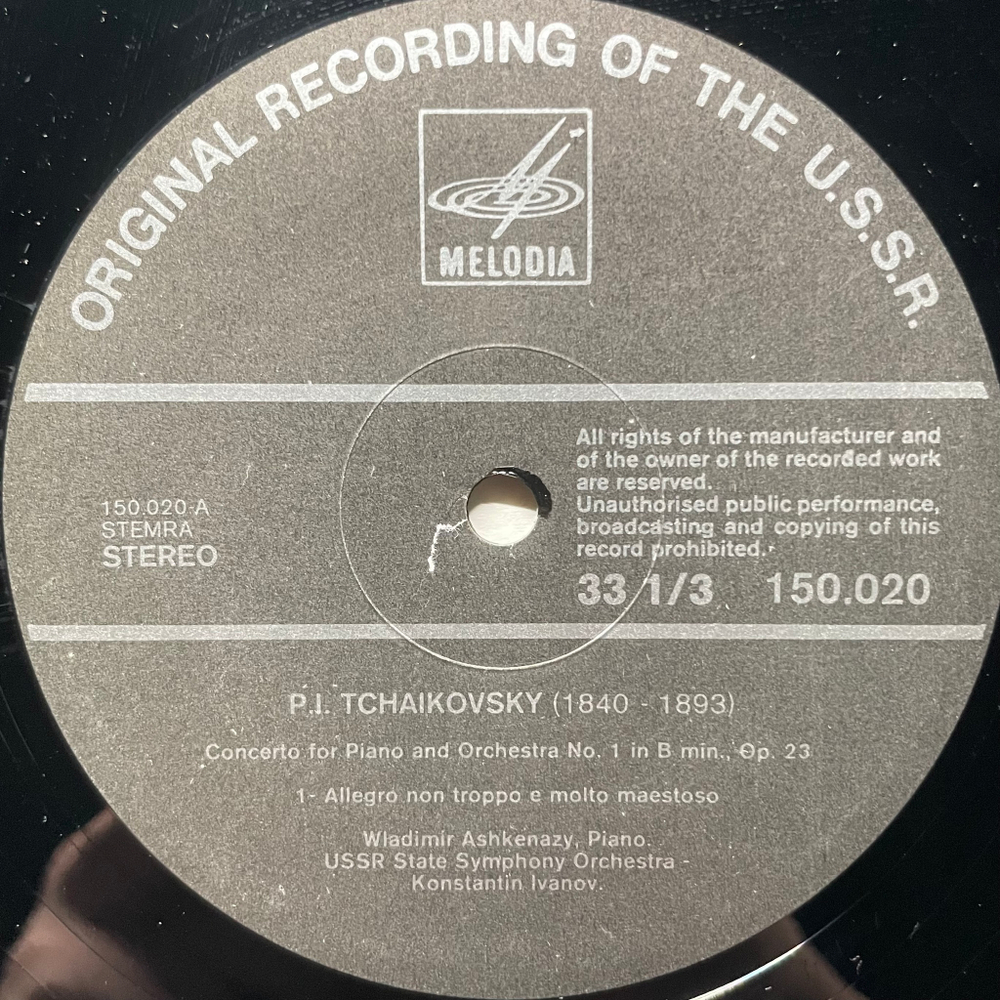 ORIGINAL RECORDING OF THE U.S.S.R.
MELODIA
All rights of the manufacturer and
of the owner of the recorded work
are reserved.
Unauthorised public performance,
broadcasting and copying of this
record prohibited.
150.020-A
STEMRA
STEREO
33 1/3 150.020
P.I. TCHAIKOVSKY (1840 - 1893)
Concerto for Piano and Orchestra No. 1 in B min., Op. 23
1- Allegro non troppo e molto maestoso
Wladimir Ashkenazy, Piano.
USSR State Symphony Orchestra -
Konstantin Ivanov.